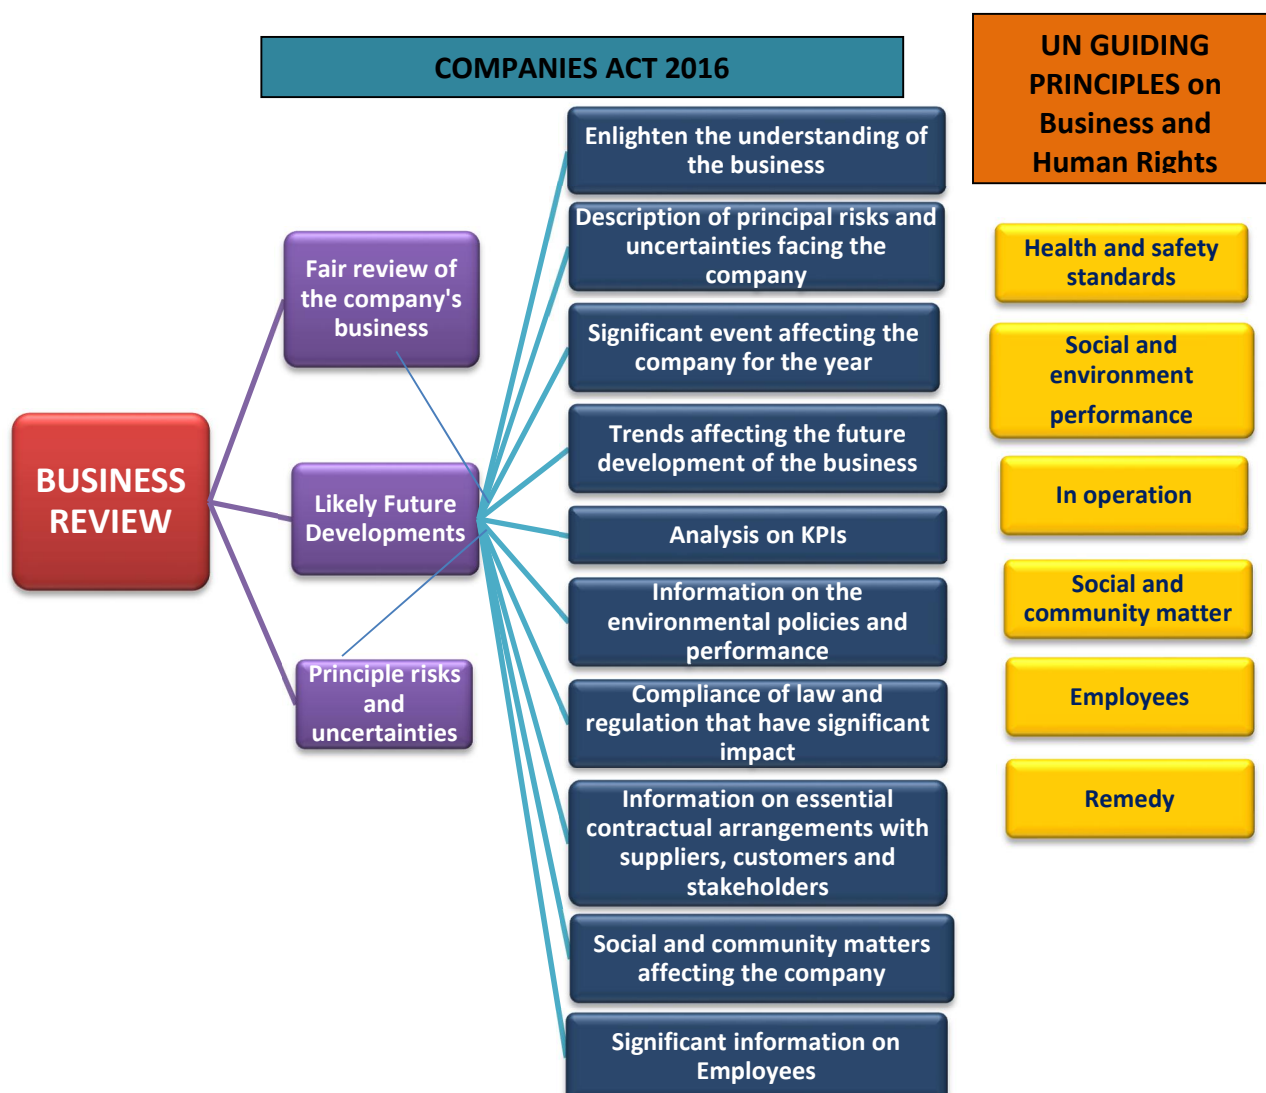 COMPANIES ACT 2016
UN GUIDING
PRINCIPLES on
Business and
Human Rights
BUSINESS
REVIEW
Fair review of
the company's
business
Likely Future
Developments
Principle risks
and
uncertainties
Enlighten the understanding of
the business
Description of principal risks and
uncertainties facing the
company
Significant event affecting the
company for the year
Trends affecting the future
development of the business
Analysis on KPIs
Information on the
environmental policies and
performance
Compliance of law and
regulation that have significant
impact
Information on essential
contractual arrangements with
suppliers, customers and
stakeholders
Social and community matters
affecting the company
Significant information on
Employees
Health and safety
standards
Social and
environment
performance
In operation
Social and
community matter
Employees
Remedy